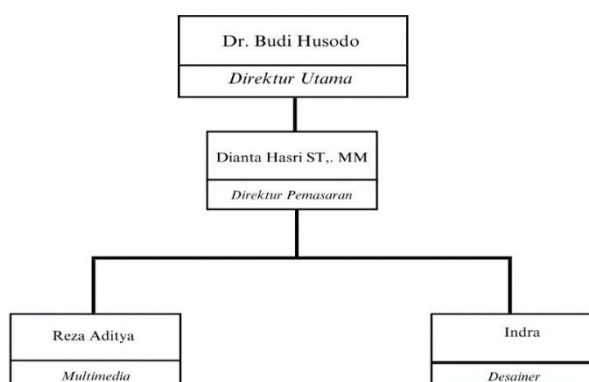 Dr. Budi Husodo
Direktur Utama
Dianta Hasri ST,. MM
Direktur Pemasaran
Reza Aditya
Indra
Multimedia
Desainer